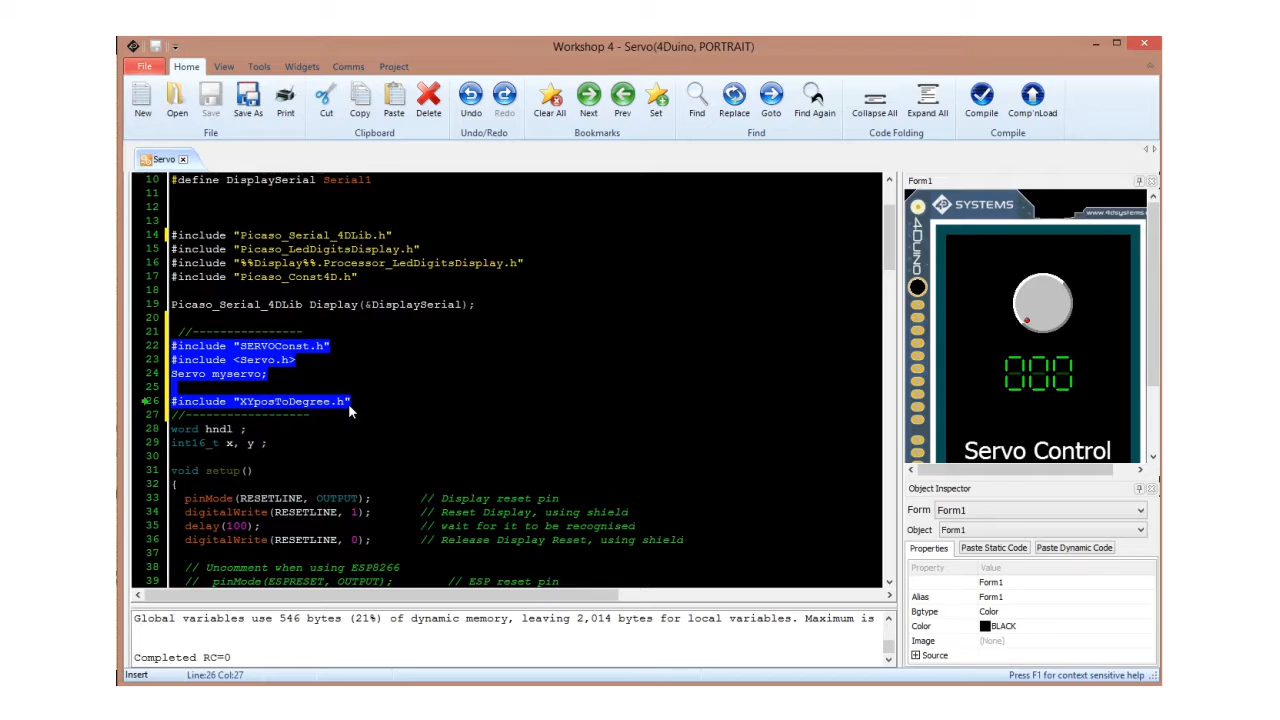 Workshop 4 - Servo(4Duino, PORTRAIT)
File Home View Tools Widgets Comms Project
New Open Save Save As Print Cut Copy Paste Delete Undo Redo Clear All Next Prev Set Find Replace Goto Find Again Collapse All Expand All Compile Comp'nLoad
File Clipboard Undo/Redo Bookmarks Find Code Folding Compile
Servo
10 #define DisplaySerial Serial1
11
12
13
14 #include "Picaso_Serial_4DLib.h"
15 #include "Picaso_LedDigitsDisplay.h"
16 #include "%%Display%%.Processor_LedDigitsDisplay.h"
17 #include "Picaso_Const4D.h"
18
19 Picaso_Serial_4DLib Display(&DisplaySerial);
20
21 //----------------
22 #include "SERVOConst.h"
23 #include <Servo.h>
24 Servo myservo;
25
26 #include "XYposToDegree.h"
27 //------------------
28 word hndl ;
29 int16_t x, y ;
30
31 void setup()
32 {
33 pinMode(RESETLINE, OUTPUT); // Display reset pin
34 digitalWrite(RESETLINE, 1); // Reset Display, using shield
35 delay(100); // wait for it to be recognised
36 digitalWrite(RESETLINE, 0); // Release Display Reset, using shield
37
38 // Uncomment when using ESP8266
39 // pinMode(ESPRESET, OUTPUT); // ESP reset pin
Global variables use 546 bytes (21%) of dynamic memory, leaving 2,014 bytes for local variables. Maximum is
Completed RC=0
Insert Line:26 Col:27
Form1
4D SYSTEMS
www.4dsystems
4DUINO
000
Servo Control
Object Inspector
Form Form1
Object Form1
Properties Paste Static Code Paste Dynamic Code
Property Value
Form1
Alias Form1
Bgtype Color
Color BLACK
Image (None)
Source
Press F1 for context sensitive help